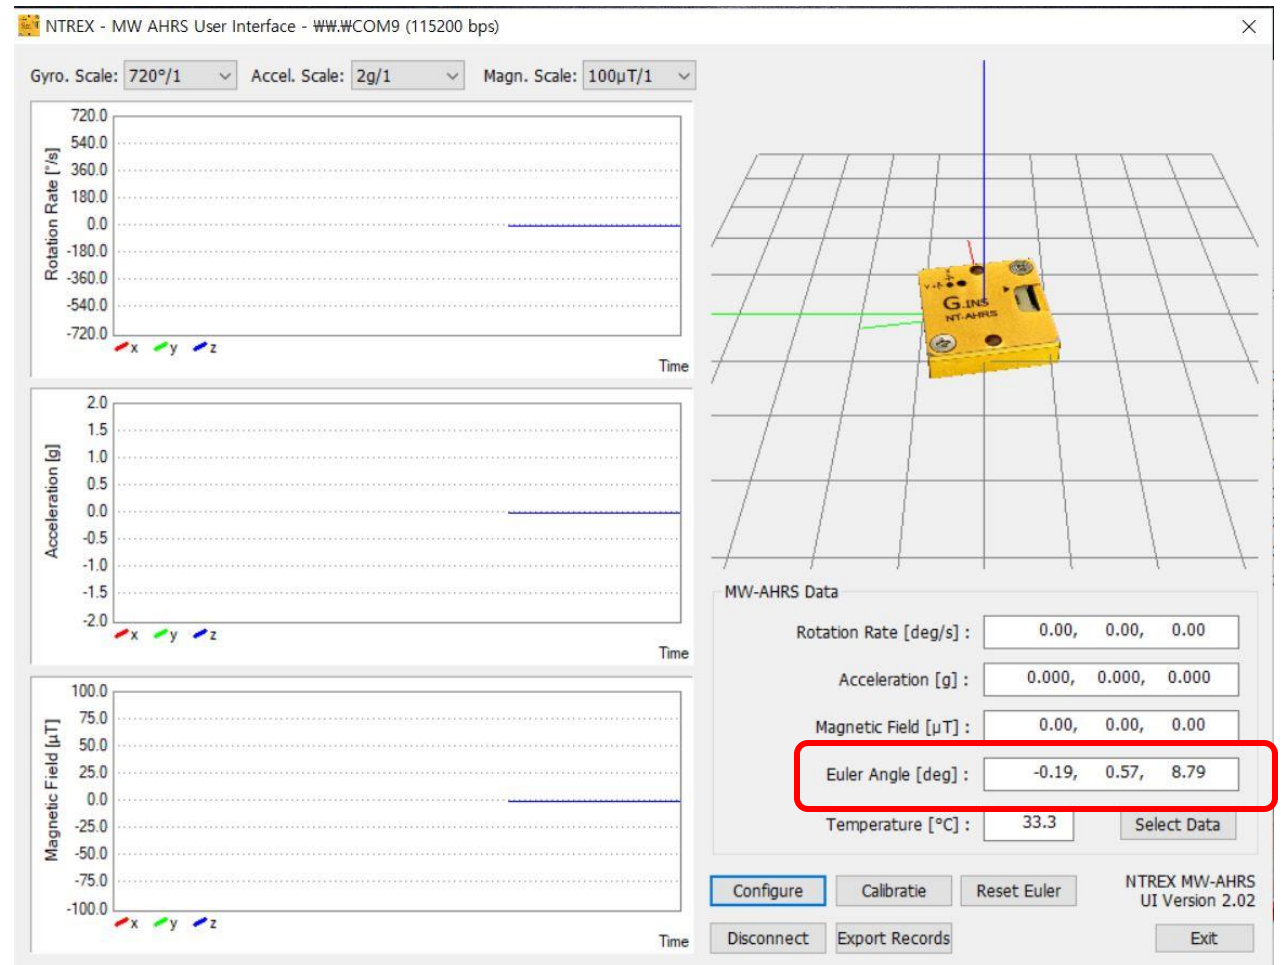 NTREX - MW AHRS User Interface - ₩₩.₩COM9 (115200 bps)
Gyro. Scale: 720°/1 Accel. Scale: 2g/1 Magn. Scale: 100µT/1
Rotation Rate [°/s]
720.0
540.0
360.0
180.0
0.0
-180.0
-360.0
-540.0
-720.0
x y z
Time
Acceleration [g]
2.0
1.5
1.0
0.5
0.0
-0.5
-1.0
-1.5
-2.0
x y z
Time
Magnetic Field [µT]
100.0
75.0
50.0
25.0
0.0
-25.0
-50.0
-75.0
-100.0
x y z
Time
G.INS
NT-AHRS
MW-AHRS Data
Rotation Rate [deg/s] : 0.00, 0.00, 0.00
Acceleration [g] : 0.000, 0.000, 0.000
Magnetic Field [µT] : 0.00, 0.00, 0.00
Euler Angle [deg] : -0.19, 0.57, 8.79
Temperature [°C] : 33.3 Select Data
Configure Calibratie Reset Euler
NTREX MW-AHRS
UI Version 2.02
Disconnect Export Records Exit